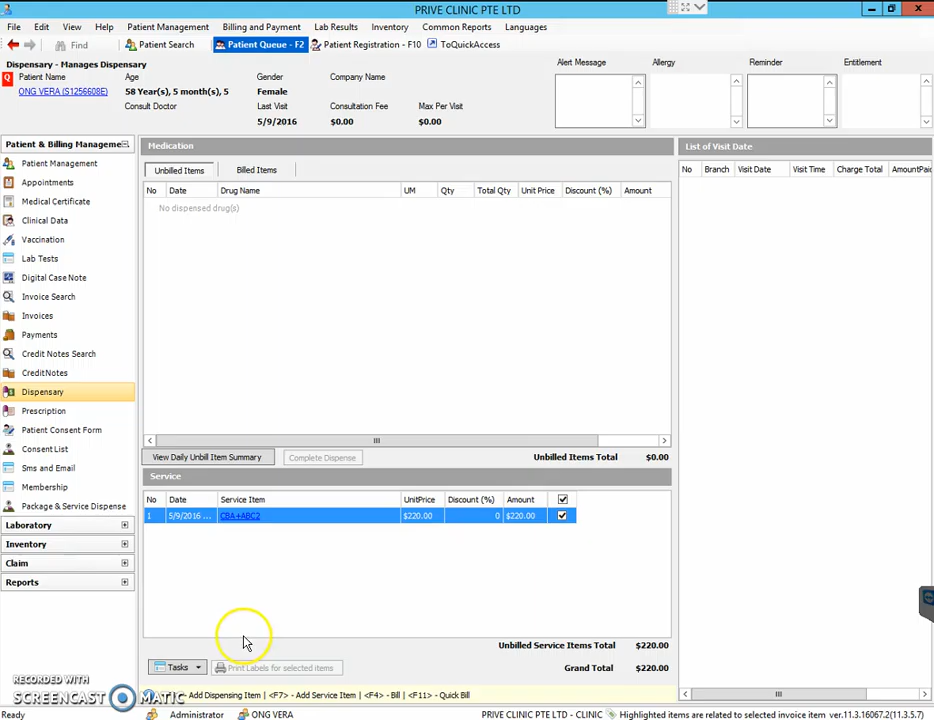 PRIVE CLINIC PTE LTD
File Edit View Help Patient Management Billing and Payment Lab Results Inventory Common Reports Languages
Find Patient Search Patient Queue - F2 Patient Registration - F10 ToQuickAccess
Dispensary - Manages Dispensary
Alert Message Allergy Reminder Entitlement
Q Patient Name Age Gender Company Name
ONG VERA (S1256608E) 58 Year(s), 5 month(s), 5 Female
Consult Doctor Last Visit Consultation Fee Max Per Visit
5/9/2016 $0.00 $0.00
Patient & Billing Manageme
Medication
List of Visit Date
Patient Management
Unbilled Items Billed Items
No Branch Visit Date Visit Time Charge Total AmountPaid
Appointments
No Date Drug Name UM Qty Total Qty Unit Price Discount (%) Amount
Medical Certificate
No dispensed drug(s)
Clinical Data
Vaccination
Lab Tests
Digital Case Note
Invoice Search
Invoices
Payments
Credit Notes Search
CreditNotes
Dispensary
Prescription
Patient Consent Form
Consent List
View Daily Unbill Item Summary Complete Dispense Unbilled Items Total $0.00
Sms and Email
Service
Membership
No Date Service Item UnitPrice Discount (%) Amount
Package & Service Dispense
1 5/9/2016 ... CBA+ABC2 $220.00 0 $220.00
Laboratory
Inventory
Claim
Reports
Unbilled Service Items Total $220.00
Tasks Print Labels for selected items Grand Total $220.00
RECORDED WITH
SCREENCAST MATIC
- Add Dispensing Item | <F7> - Add Service Item | <F4> - Bill | <F11> - Quick Bill
Administrator ONG VERA PRIVE CLINIC PTE LTD - CLINIC Highlighted items are related to selected invoice item ver.11.3.16067.2(11.3.5.7)